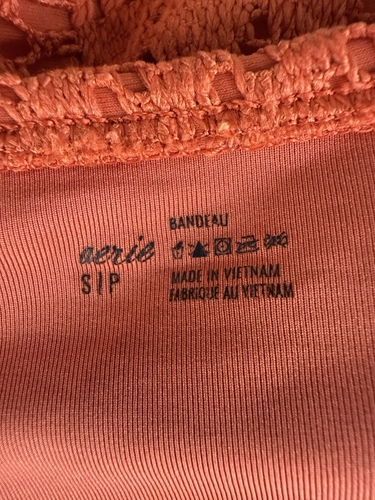 BANDEAU
aerie
S|P
MADE IN VIETNAM
FABRIQUE AU VIETNAM